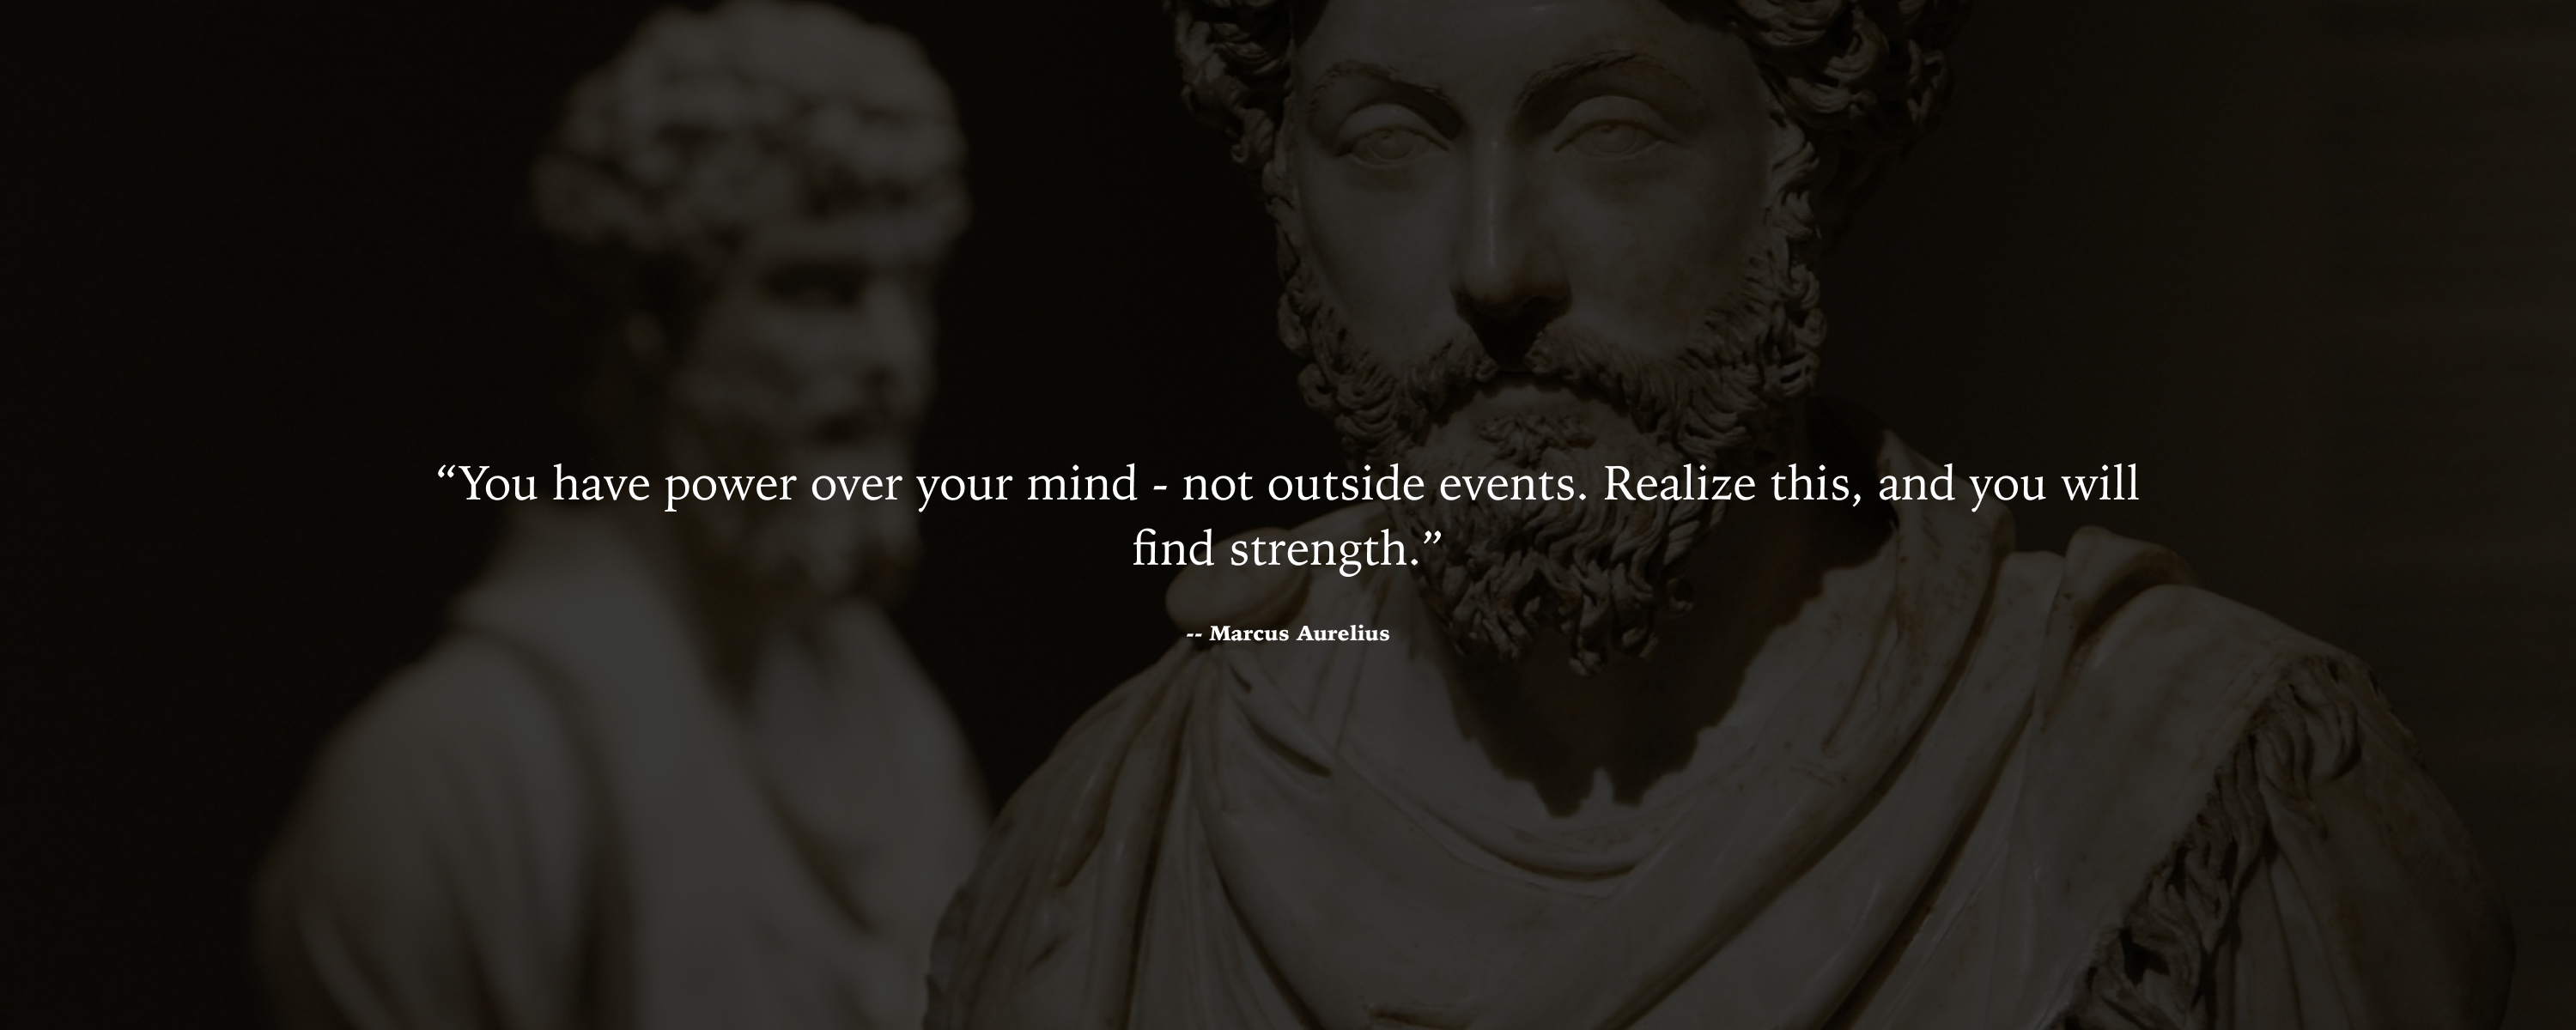 “You have power over your mind - not outside events. Realize this, and you will
find strength.”
-- Marcus Aurelius